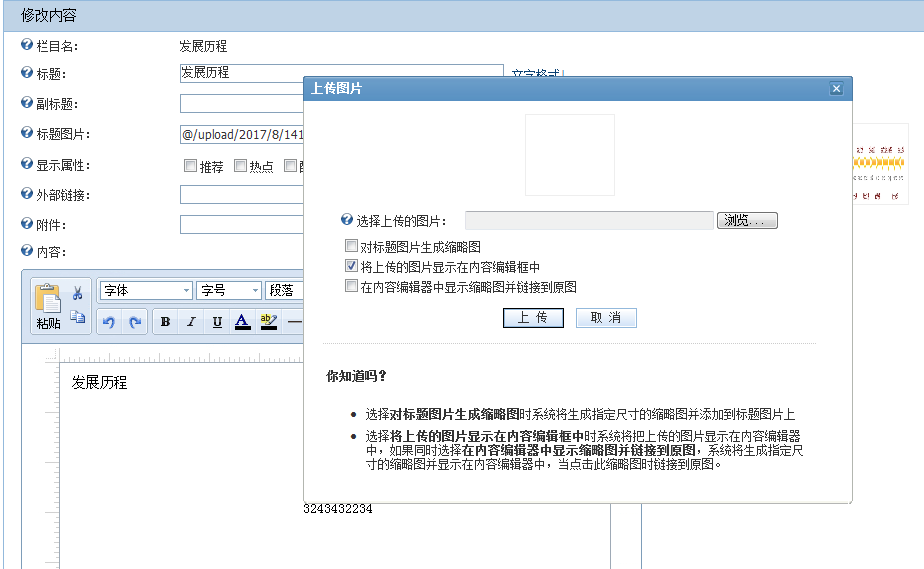 修改内容
栏目名：
发展历程
标题：
发展历程
上传图片
副标题：
标题图片：
@/upload/2017/8/141
显示属性：
推荐
热点
选择上传的图片：
浏览...
外部链接：
对标题图片生成缩略图
附件：
将上传的图片显示在内容编辑框中
内容：
在内容编辑器中显示缩略图并链接到原图
字体
字号
段落
粘贴
B I U A ab
上 传
取 消
你知道吗？
发展历程
选择对标题图片生成缩略图时系统将生成指定尺寸的缩略图并添加到标题图片上
选择将上传的图片显示在内容编辑框中时系统将把上传的图片显示在内容编辑器
中，如果同时选择在内容编辑器中显示缩略图并链接到原图，系统将生成指定尺
寸的缩略图并显示在内容编辑器中，当点击此缩略图时链接到原图。
3243432234